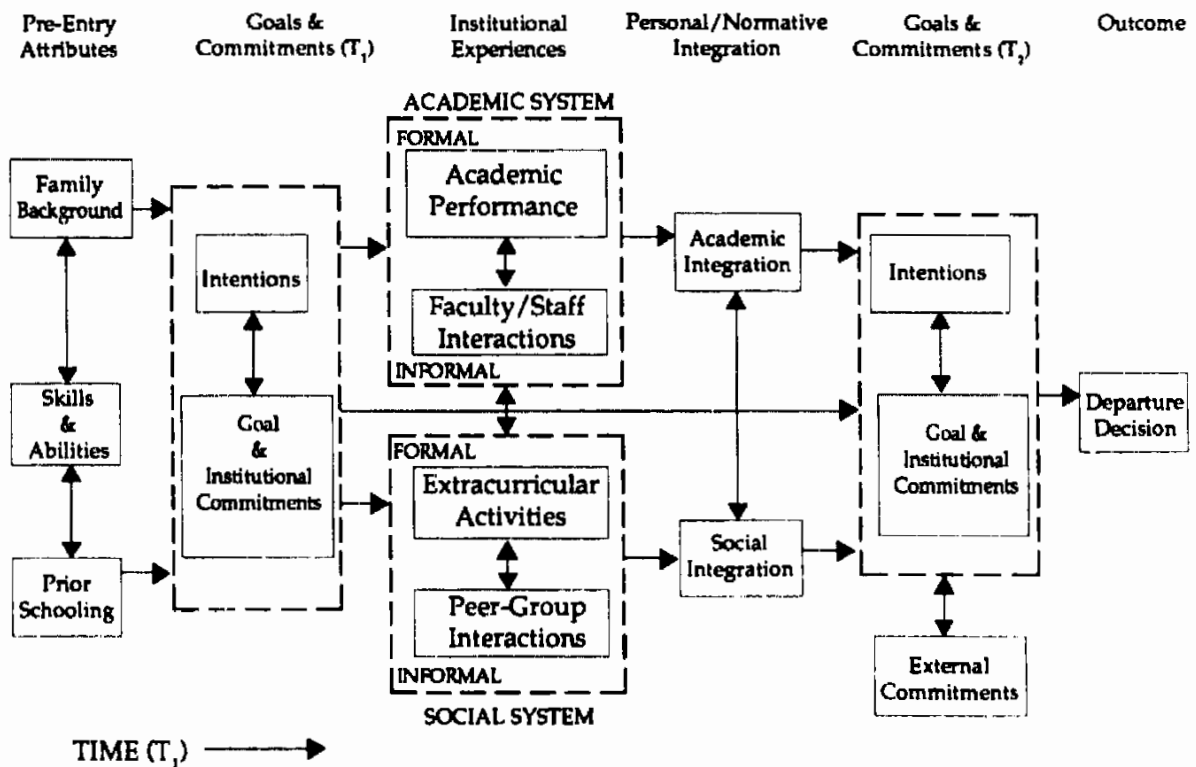 Pre-Entry
Attributes
Goals &
Commitments (T₁)
Institutional
Experiences
Personal/Normative
Integration
Goals &
Commitments (T₂)
Outcome
ACADEMIC SYSTEM
FORMAL
Academic
Performance
Faculty/Staff
Interactions
INFORMAL
Family
Background
Skills
&
Abilities
Prior
Schooling
Intentions
Goal
&
Institutional
Commitments
FORMAL
Extracurricular
Activities
Peer-Group
Interactions
INFORMAL
SOCIAL SYSTEM
Academic
Integration
Social
Integration
Intentions
Goal &
Institutional
Commitments
External
Commitments
Departure
Decision
TIME (T₁)